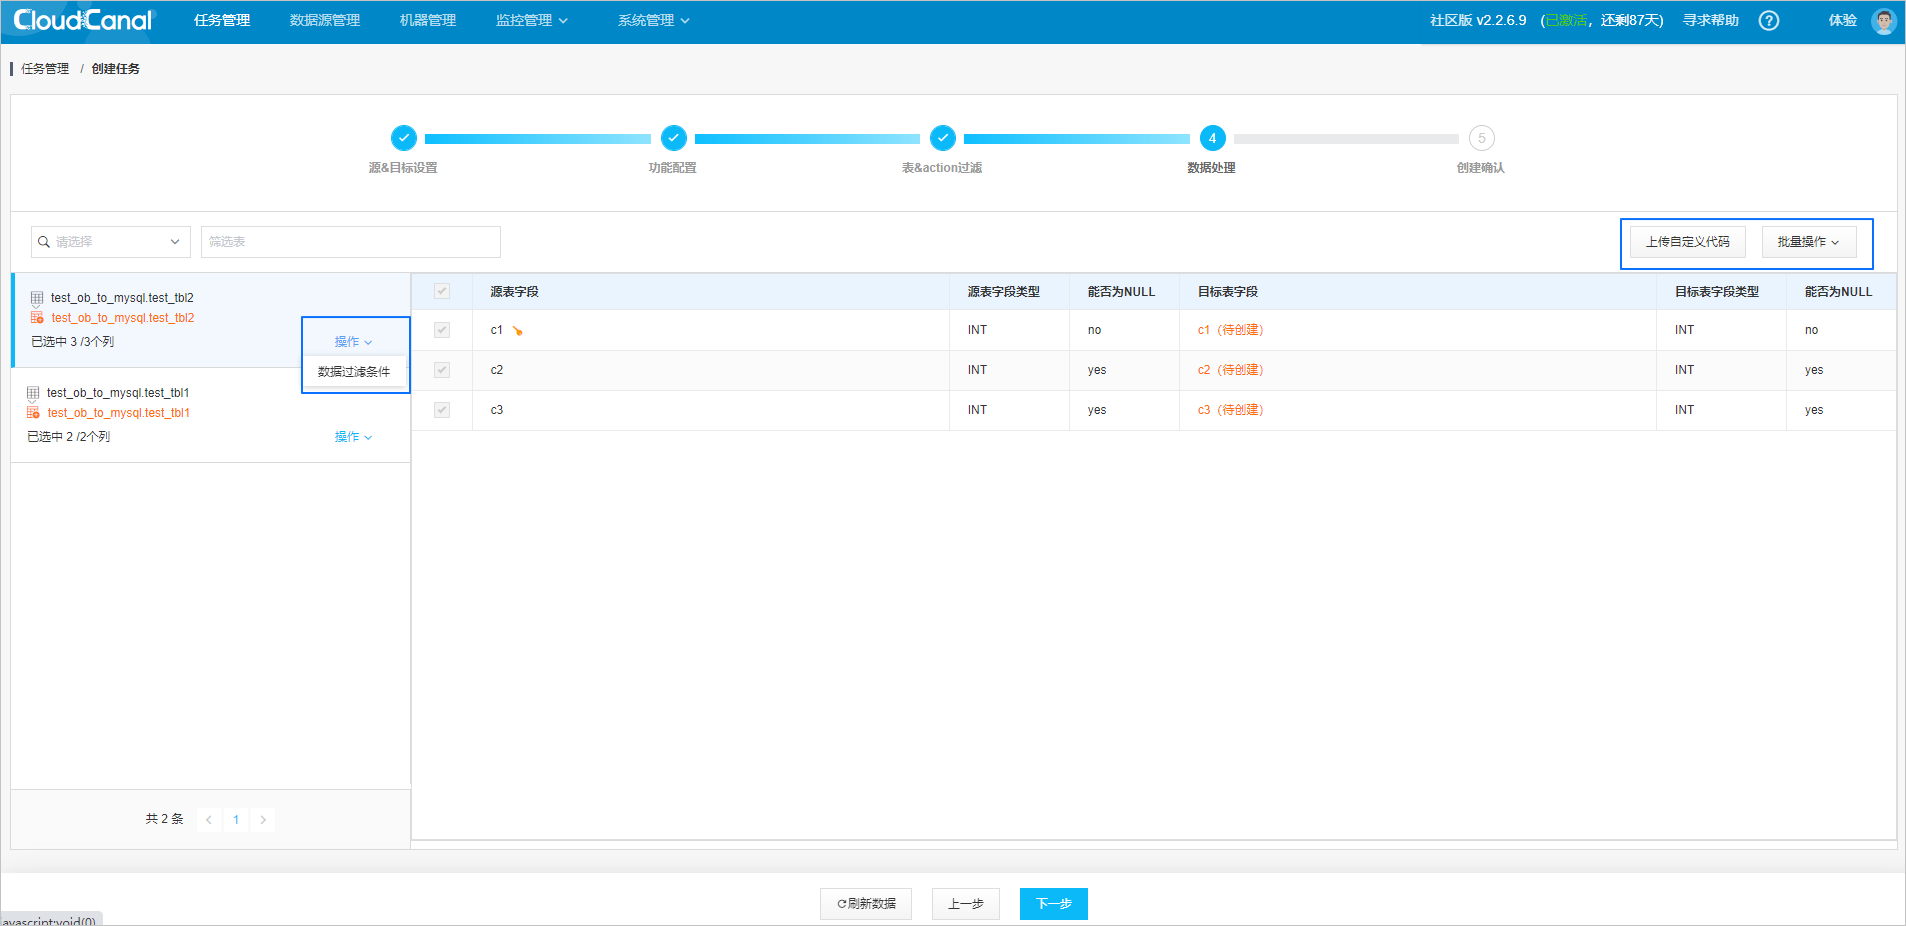 CloudCanal 任务管理 数据源管理 机器管理 监控管理 系统管理 社区版 v2.2.6.9 (已激活，还剩87天) 寻求帮助 ? 体验
任务管理 / 创建任务
4 5
源&目标设置 功能配置 表&action过滤 数据处理 创建确认
请选择 筛选表 上传自定义代码 批量操作
test_ob_to_mysql.test_tbl2
test_ob_to_mysql.test_tbl2
已选中 3 /3个列 操作
数据过滤条件
test_ob_to_mysql.test_tbl1
test_ob_to_mysql.test_tbl1
已选中 2 /2个列 操作
源表字段 源表字段类型 能否为NULL 目标表字段 目标表字段类型 能否为NULL
c1 INT no c1（待创建） INT no
c2 INT yes c2（待创建） INT yes
c3 INT yes c3（待创建） INT yes
共 2 条 < 1 >
刷新数据 上一步 下一步
javascript:void(0)